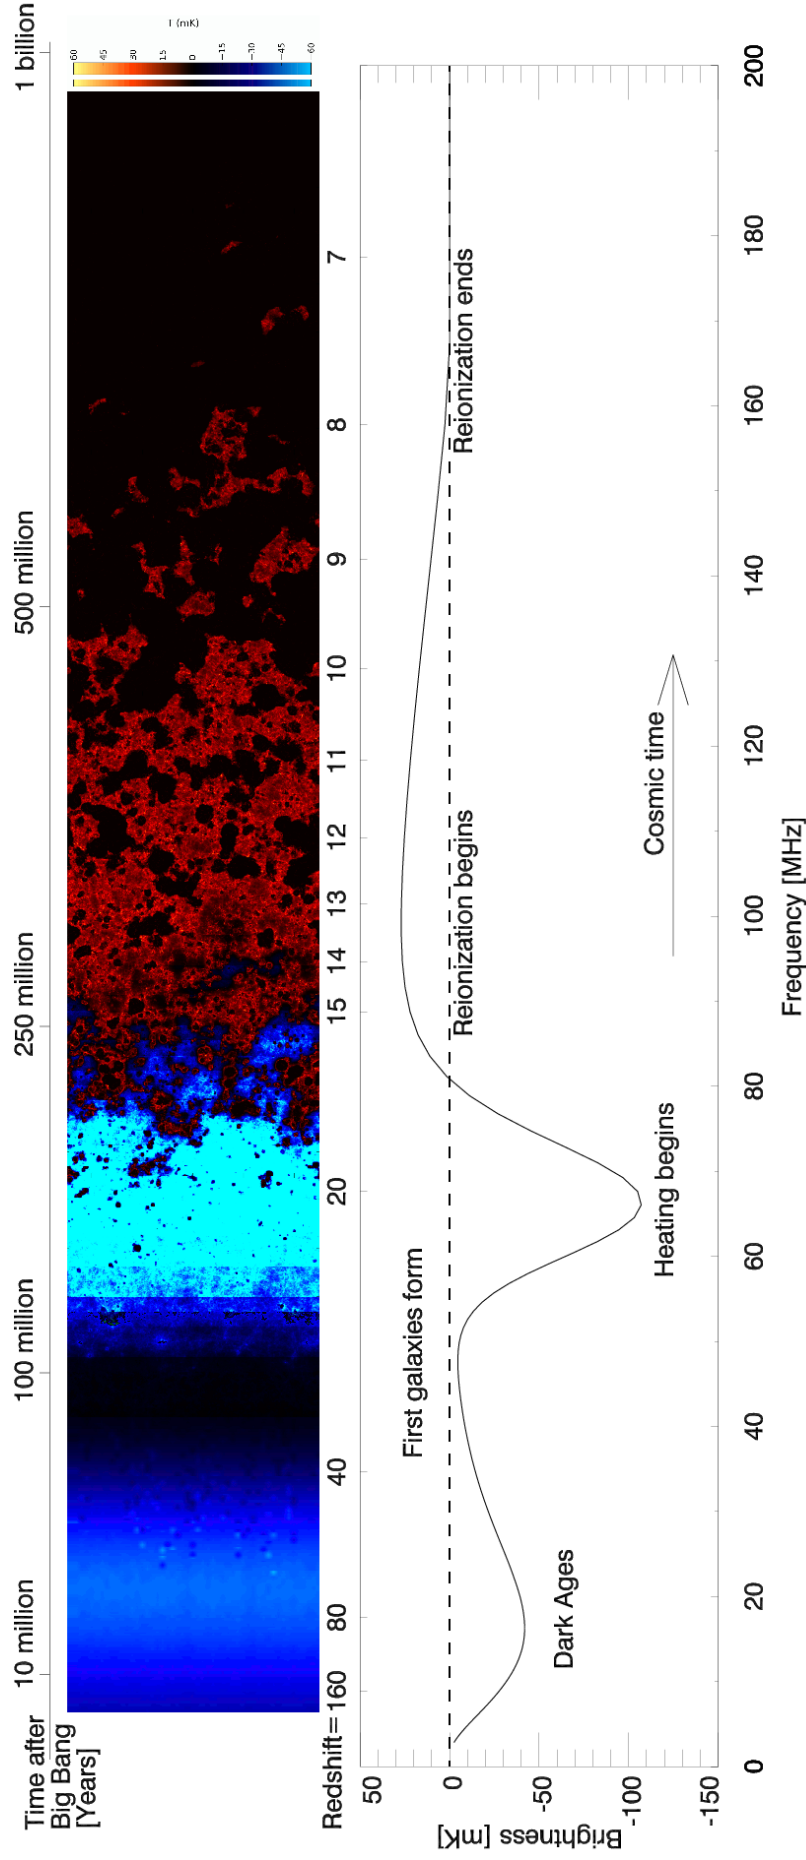 Time after
Big Bang
[Years]
10 million
100 million
250 million
500 million
1 billion
T (mK)
60
45
30
15
0
-15
-30
-45
-60
Redshift=160
80
40
20
15
14
13
12
11
10
9
8
7
50
0
-50
-100
-150
Brightness [mK]
First galaxies form
Reionization begins
Reionization ends
Dark Ages
Heating begins
Cosmic time
0
20
40
60
80
100
120
140
160
180
200
Frequency [MHz]